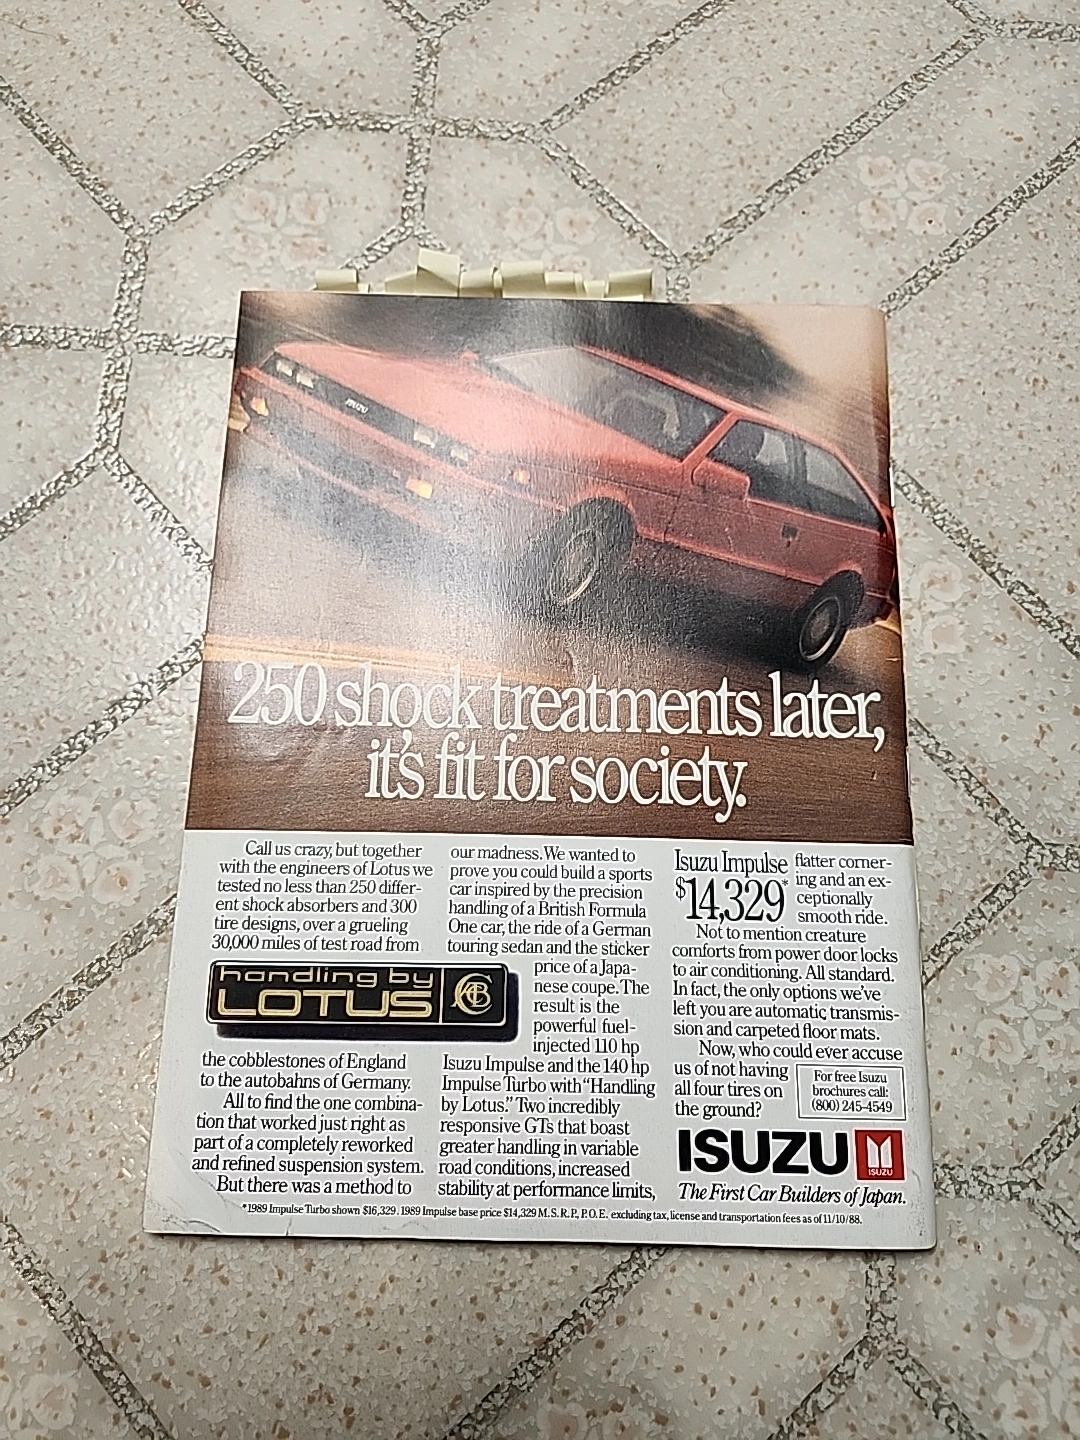 ISUZU
250 shock treatments later,
it's fit for society.
Call us crazy, but together
with the engineers of Lotus we
tested no less than 250 differ-
ent shock absorbers and 300
tire designs, over a grueling
30,000 miles of test road from
handling by
LOTUS
the cobblestones of England
to the autobahns of Germany.
All to find the one combina-
tion that worked just right as
part of a completely reworked
and refined suspension system.
But there was a method to
our madness. We wanted to
prove you could build a sports
car inspired by the precision
handling of a British Formula
One car, the ride of a German
touring sedan and the sticker
price of a Japa-
nese coupe. The
result is the
powerful fuel-
injected 110 hp
Isuzu Impulse and the 140 hp
Impulse Turbo with "Handling
by Lotus." Two incredibly
responsive GTs that boast
greater handling in variable
road conditions, increased
stability at performance limits,
Isuzu Impulse
$14,329*
flatter corner-
ing and an ex-
ceptionally
smooth ride.
Not to mention creature
comforts from power door locks
to air conditioning. All standard.
In fact, the only options we've
left you are automatic transmis-
sion and carpeted floor mats.
Now, who could ever accuse
us of not having
all four tires on
the ground?
For free Isuzu
brochures call:
(800) 245-4549
ISUZU
ISUZU
The First Car Builders of Japan.
*1989 Impulse Turbo shown $16,329. 1989 Impulse base price $14,329 M.S.R.P., P.O.E. excluding tax, license and transportation fees as of 11/10/88.